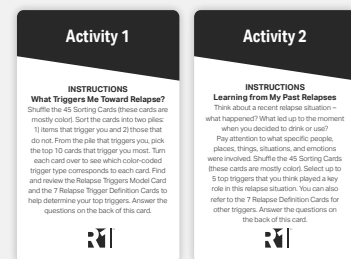 Activity 1
INSTRUCTIONS
What Triggers Me Toward Relapse?
Shuffle the 45 Sorting Cards (these cards are
mostly color). Sort the cards into two piles:
1) items that trigger you and 2) those that
do not. From the pile that triggers you, pick
the top 10 cards that trigger you most. Turn
each card over to see which color-coded
trigger type corresponds to each card. Find
and review the Relapse Triggers Model Card
and the 7 Relapse Trigger Definition Cards to
help determine your top triggers. Answer the
questions on the back of this card.
Activity 2
INSTRUCTIONS
Learning from My Past Relapses
Think about a recent relapse situation –
what happened? What led up to the moment
when you decided to drink or use?
Pay attention to what specific people,
places, things, situations, and emotions
were involved. Shuffle the 45 Sorting Cards
(these cards are mostly color). Select up to
5 top triggers that you think played a key
role in this relapse situation. You can also
refer to the 7 Relapse Definition Cards for
other triggers. Answer the questions on
the back of this card.